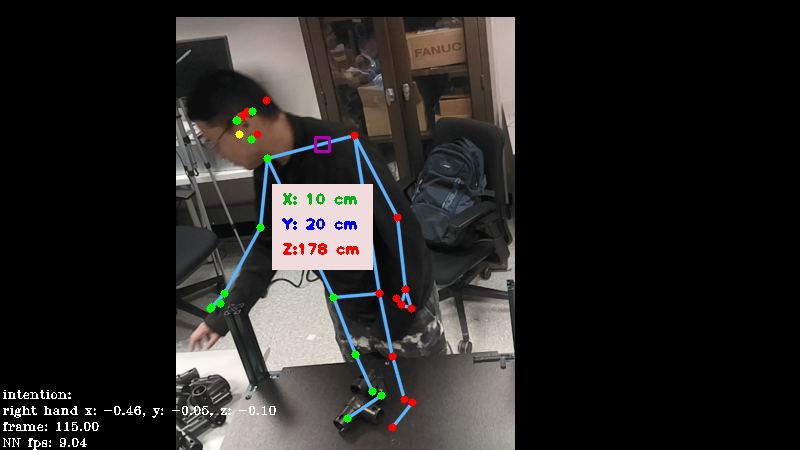 FANUC
X: 10 cm
Y: 20 cm
Z:178 cm
intention:
right hand x: -0.46, y: -0.05, z: -0.10
frame: 115.00
NN fps: 9.04